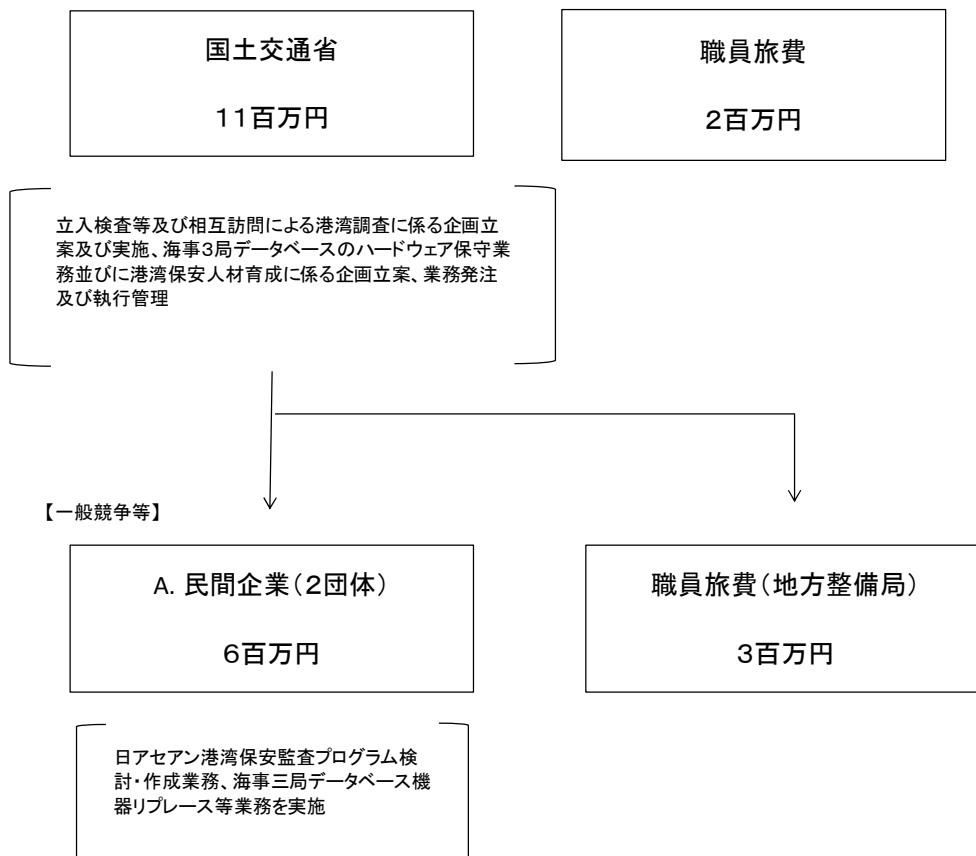 国土交通省
11百万円
職員旅費
2百万円
立入検査等及び相互訪問による港湾調査に係る企画立
案及び実施、海事3局データベースのハードウェア保守業
務並びに港湾保安人材育成に係る企画立案、業務発注
及び執行管理
【一般競争等】
A. 民間企業(2団体)
6百万円
職員旅費(地方整備局)
3百万円
日アセアン港湾保安監査プログラム検
討・作成業務、海事三局データベース機
器リプレース等業務を実施